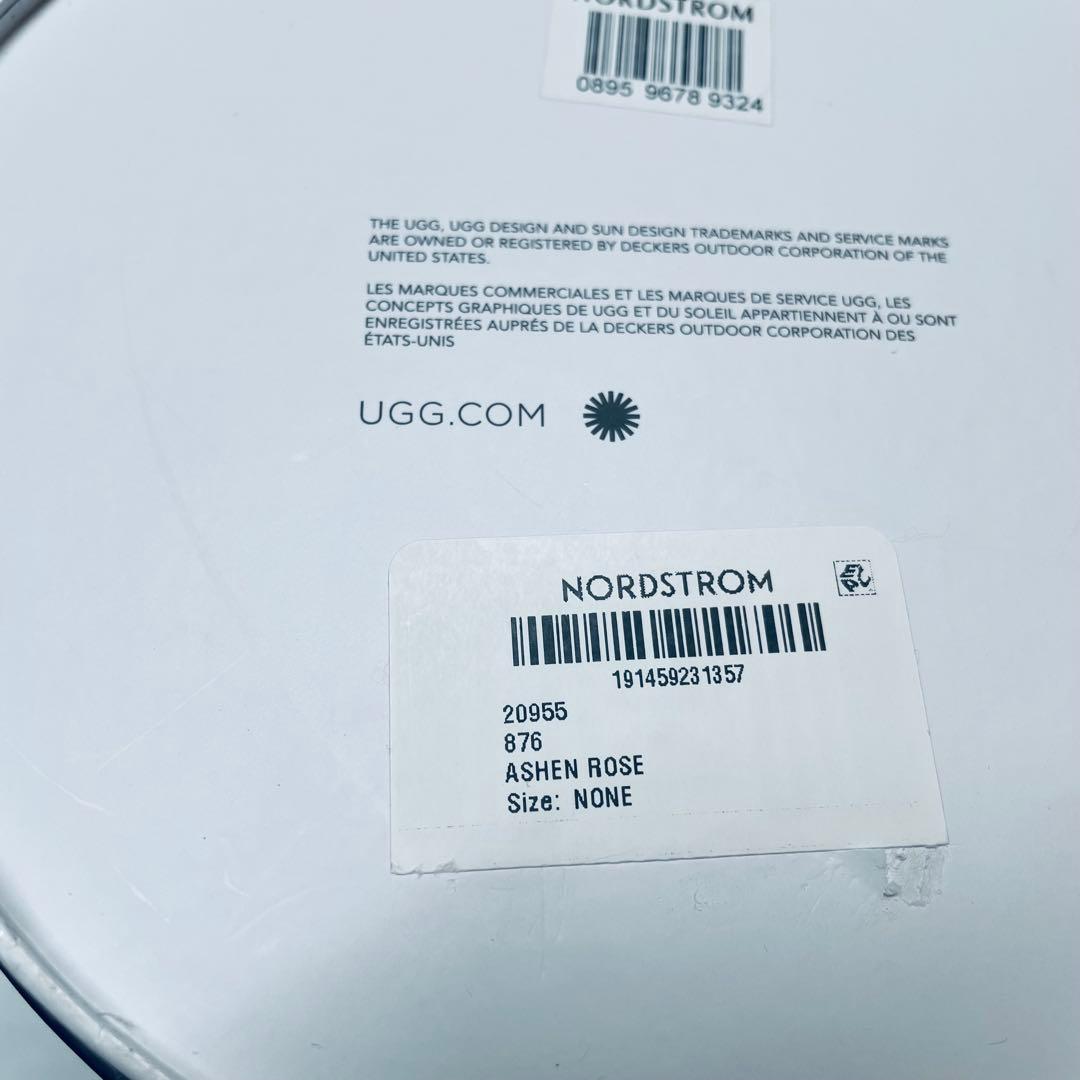 NORDSTROM
0895 9678 9324
THE UGG, UGG DESIGN AND SUN DESIGN TRADEMARKS AND SERVICE MARKS
ARE OWNED OR REGISTERED BY DECKERS OUTDOOR CORPORATION OF THE
UNITED STATES.
LES MARQUES COMMERCIALES ET LES MARQUES DE SERVICE UGG, LES
CONCEPTS GRAPHIQUES DE UGG ET DU SOLEIL APPARTIENNENT À OU SONT
ENREGISTRÉES AUPRÉS DE LA DECKERS OUTDOOR CORPORATION DES
ÉTATS-UNIS
UGG.COM
NORDSTROM
191459231357
20955
876
ASHEN ROSE
Size: NONE